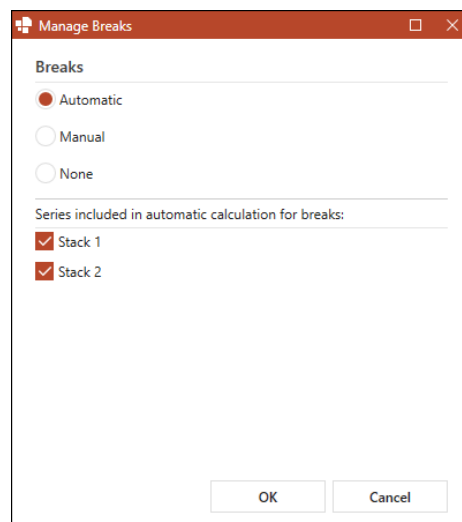 Manage Breaks
Breaks
Automatic
Manual
None
Series included in automatic calculation for breaks:
Stack 1
Stack 2
OK Cancel